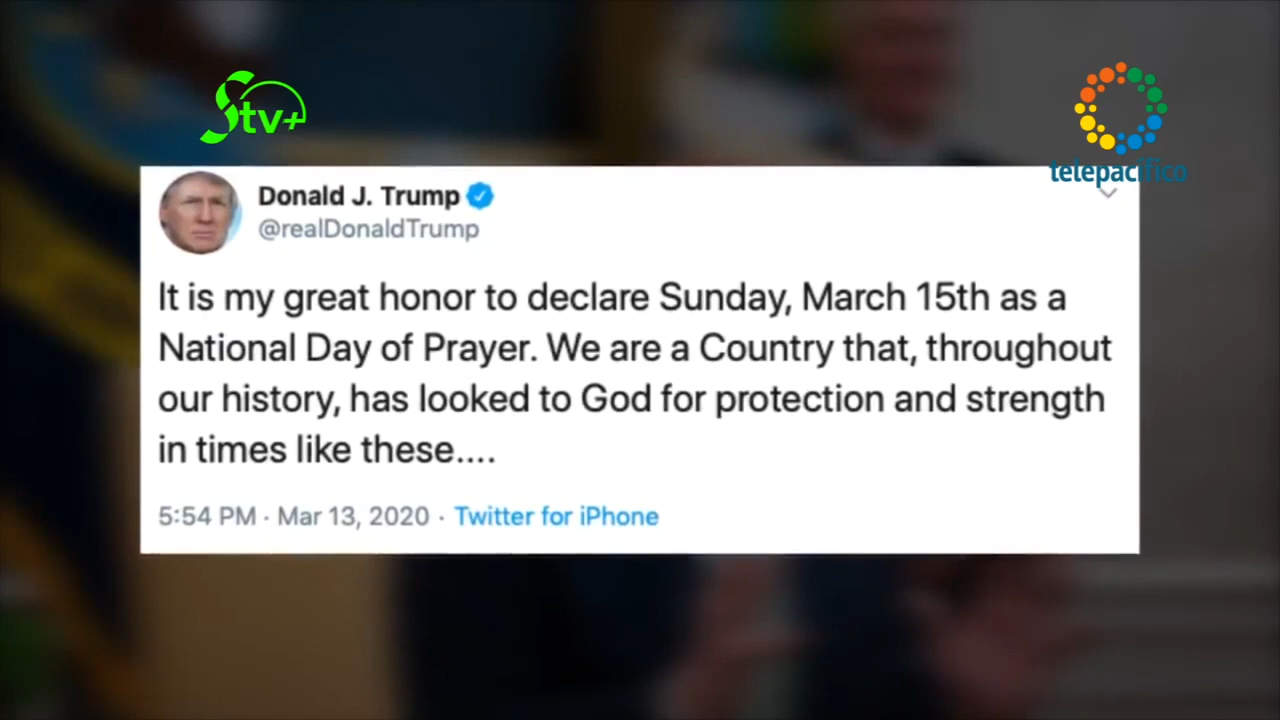 Stv+
telepacífico
Donald J. Trump
@realDonaldTrump
It is my great honor to declare Sunday, March 15th as a
National Day of Prayer. We are a Country that, throughout
our history, has looked to God for protection and strength
in times like these....
5:54 PM · Mar 13, 2020 · Twitter for iPhone